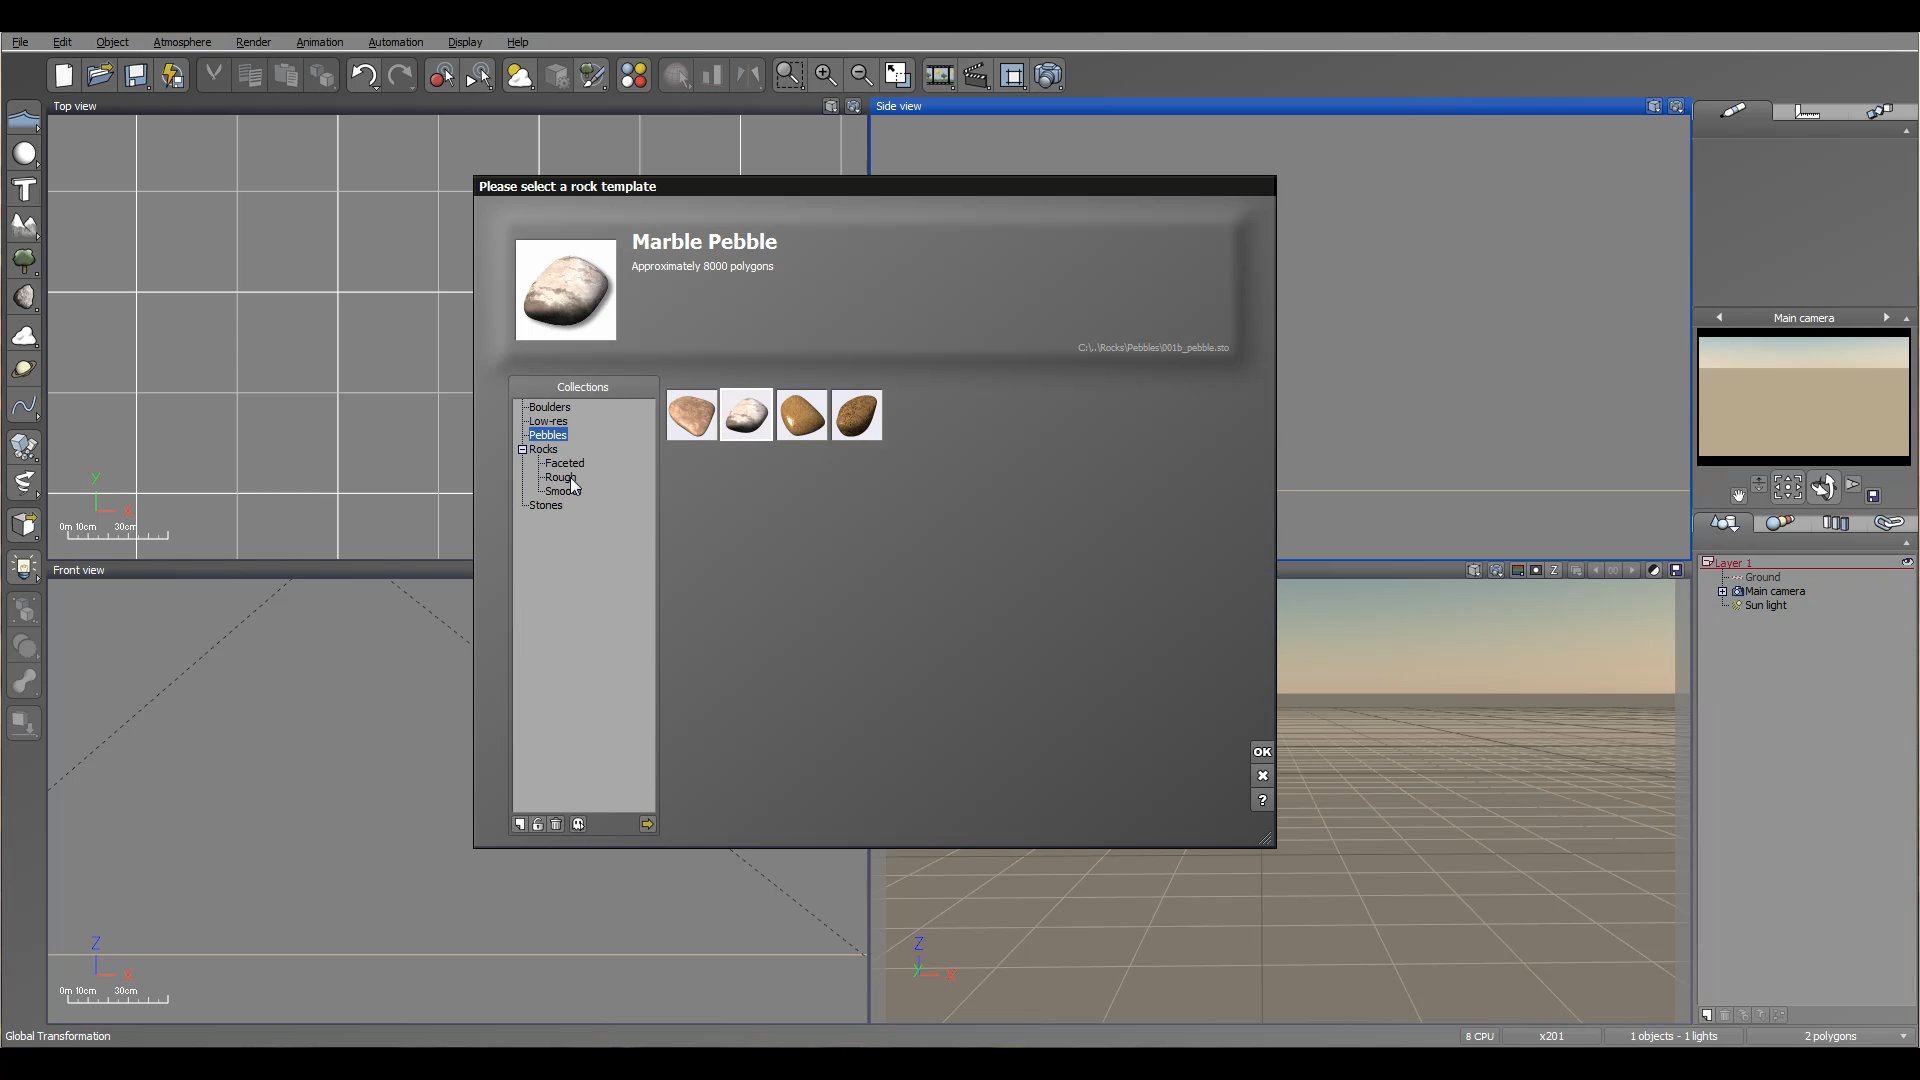 File Edit Object Atmosphere Render Animation Automation Display Help
Top view
Side view
Please select a rock template
Marble Pebble
Approximately 8000 polygons
C:\..\Rocks\Pebbles\001b_pebble.sto
Main camera
Collections
Boulders
Low-res
Pebbles
Rocks
Faceted
Rough
Smooth
Stones
y
x
0m 10cm 30cm
Front view
Z
Layer 1
Ground
Main camera
Sun light
OK
?
Z
x
0m 10cm 30cm
Z
y
x
Global Transformation
8 CPU
x201
1 objects - 1 lights
2 polygons